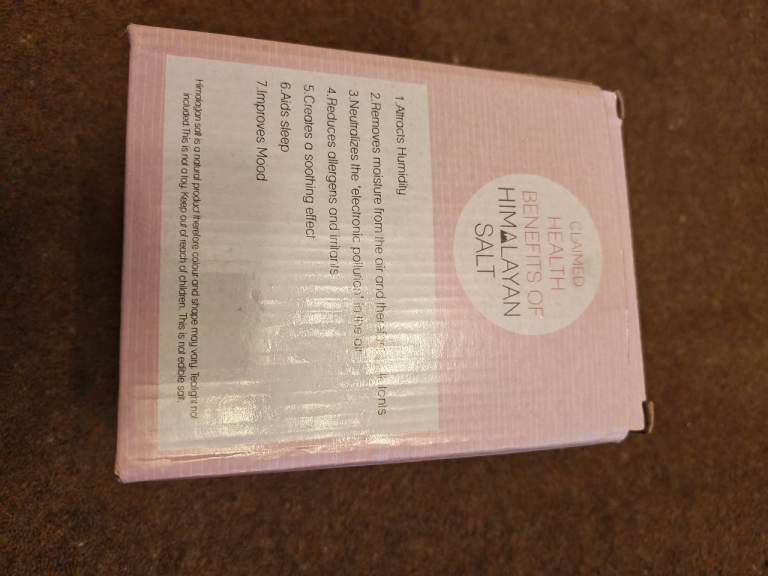 CLAIMED
HEALTH
BENEFITS OF
HIMALAYAN
SALT
1.Attracts Humidity
2.Removes moisture from the air and
3.Neutralizes the 'electronic pollution' in the air
4.Reduces allergens and irritants
5.Creates a soothing effect
6.Aids sleep
7.Improves Mood
Himalayan salt is a natural product therefore colour and shape may vary. Tealight not
included.This is not a toy. Keep out of reach of children. This is not edible salt.